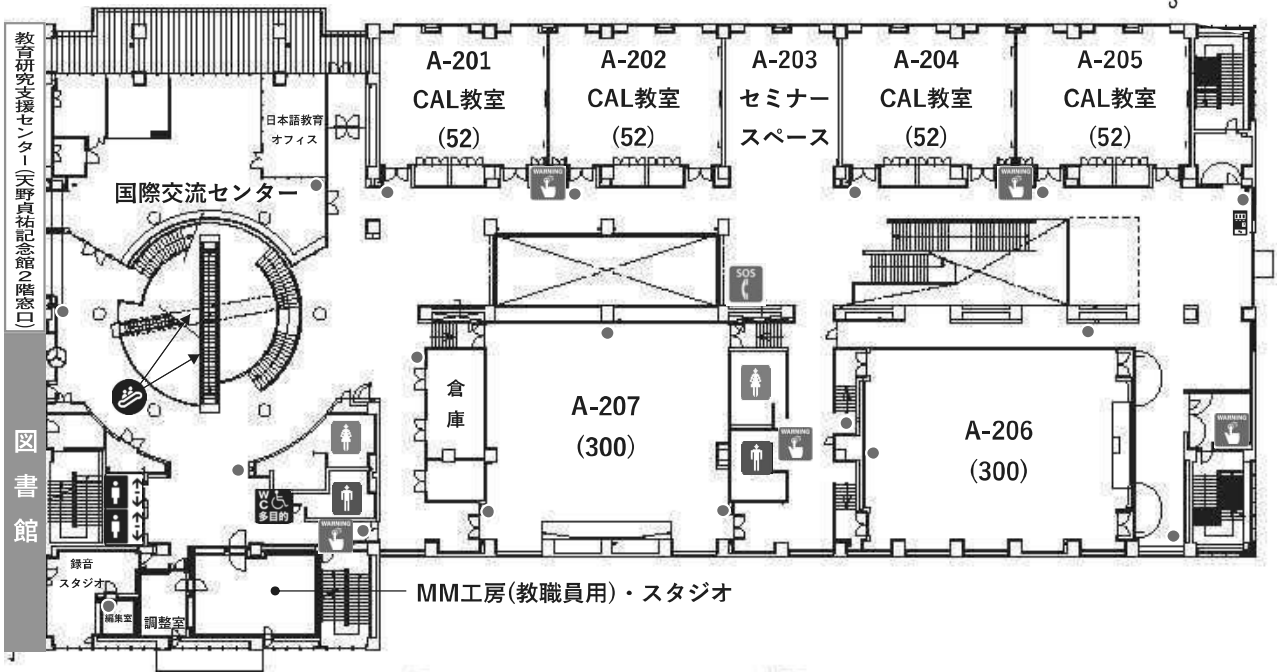 教育研究支援センター(天野貞祐記念館2階窓口)
図書館
A-201
CAL教室
(52)
A-202
CAL教室
(52)
A-203
セミナー
スペース
A-204
CAL教室
(52)
A-205
CAL教室
(52)
日本語教育
オフィス
国際交流センター
WARNING
WARNING
SOS
倉庫
A-207
(300)
WARNING
A-206
(300)
WARNING
WC
多目的
WARNING
録音
スタジオ
編集室
調整室
MM工房(教職員用)・スタジオ